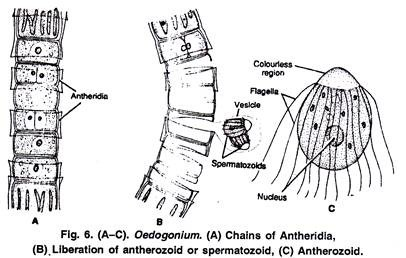 Colourless
region
Flagella
Antheridia
Vesicle
Spermatozoids
Nucleus
A
B
C
Fig. 6. (A–C). Oedogonium. (A) Chains of Antheridia,
(B) Liberation of antherozoid or spermatozoid, (C) Antherozoid.